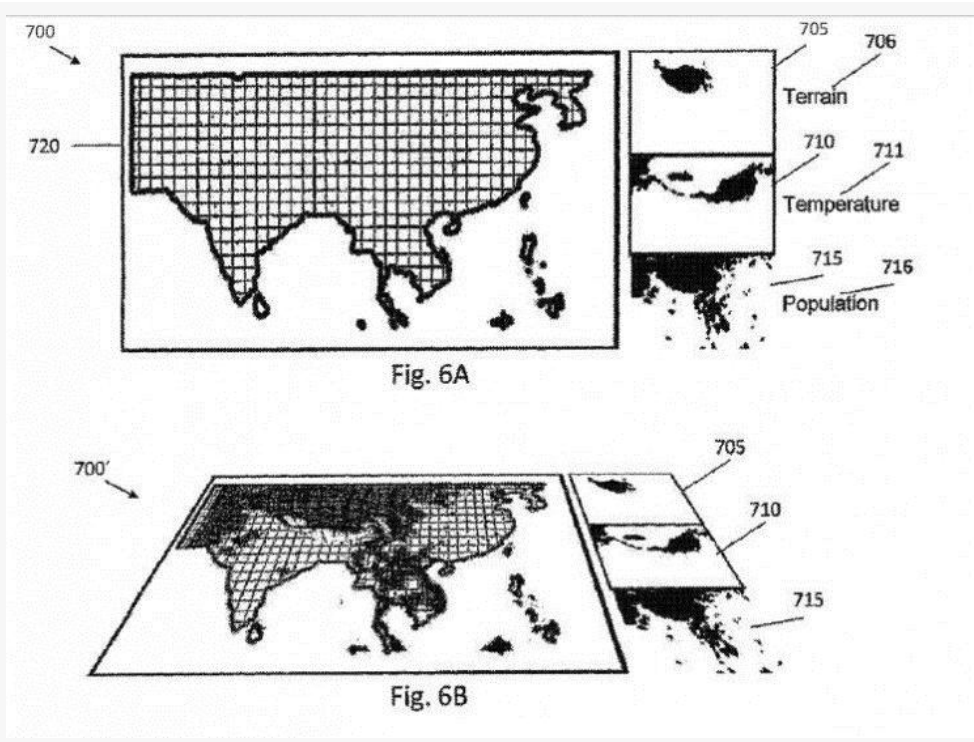 700
705
706
Terrain
720
710
711
Temperature
715
716
Population
Fig. 6A
700′
705
710
715
Fig. 6B